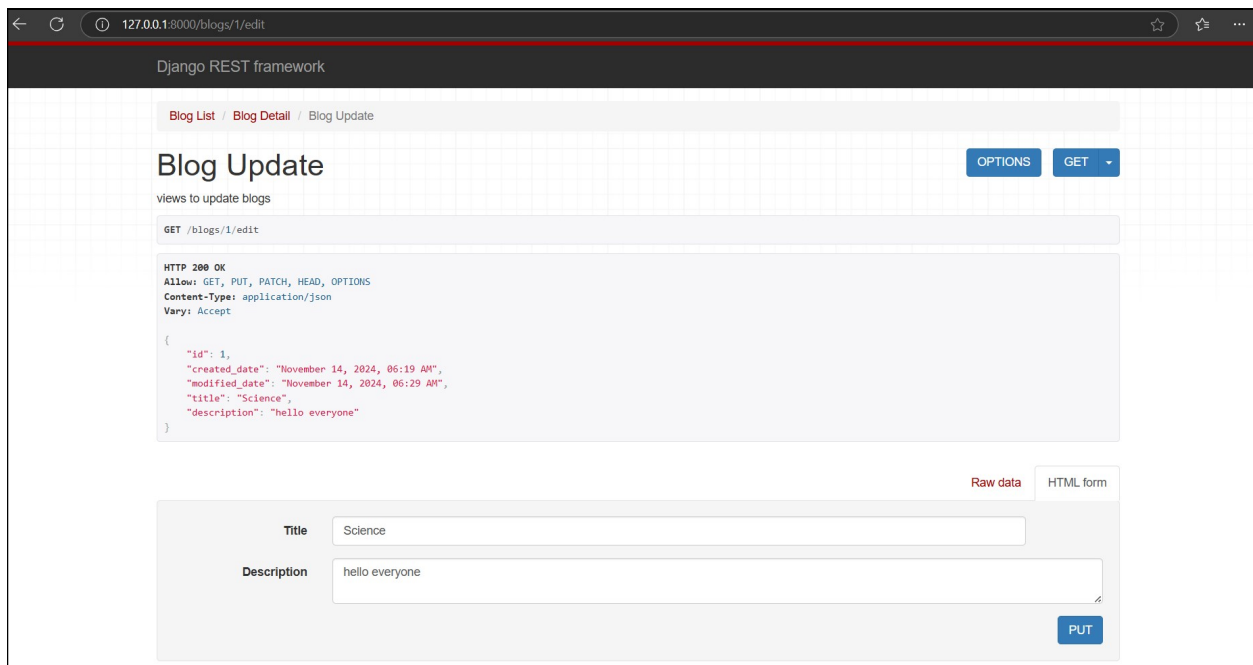 127.0.0.1:8000/blogs/1/edit
Django REST framework
Blog List / Blog Detail / Blog Update
Blog Update
OPTIONS
GET
views to update blogs
GET /blogs/1/edit
HTTP 200 OK
Allow: GET, PUT, PATCH, HEAD, OPTIONS
Content-Type: application/json
Vary: Accept
{
    "id": 1,
    "created_date": "November 14, 2024, 06:19 AM",
    "modified_date": "November 14, 2024, 06:29 AM",
    "title": "Science",
    "description": "hello everyone"
}
Raw data
HTML form
Title
Science
Description
hello everyone
PUT